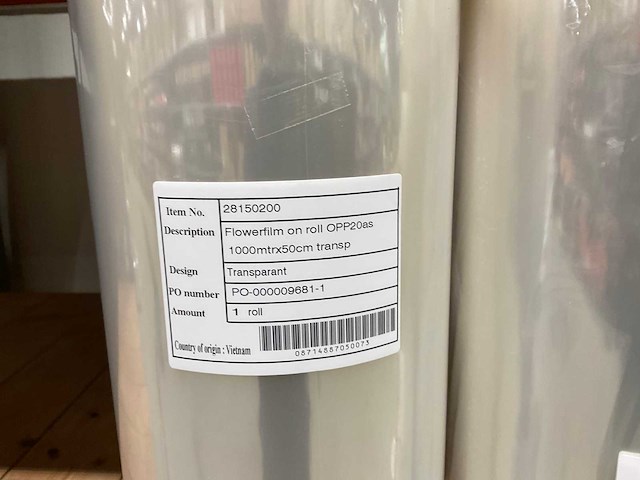 Item No. 28150200
Description Flowerfilm on roll OPP20as
1000mtrx50cm transp
Design Transparant
PO number PO-000009681-1
Amount 1 roll
Country of origin : Vietnam
08714687050073